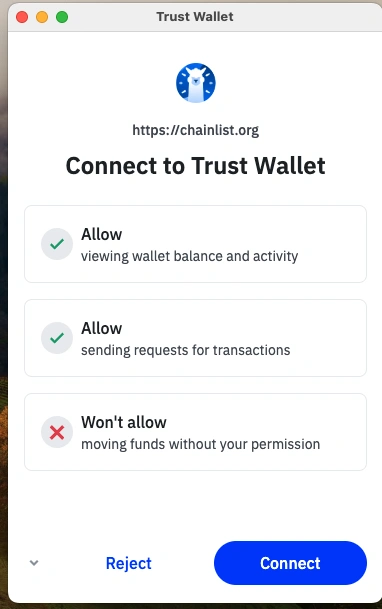 Trust Wallet
https://chainlist.org
Connect to Trust Wallet
Allow
viewing wallet balance and activity
Allow
sending requests for transactions
Won't allow
moving funds without your permission
Reject
Connect